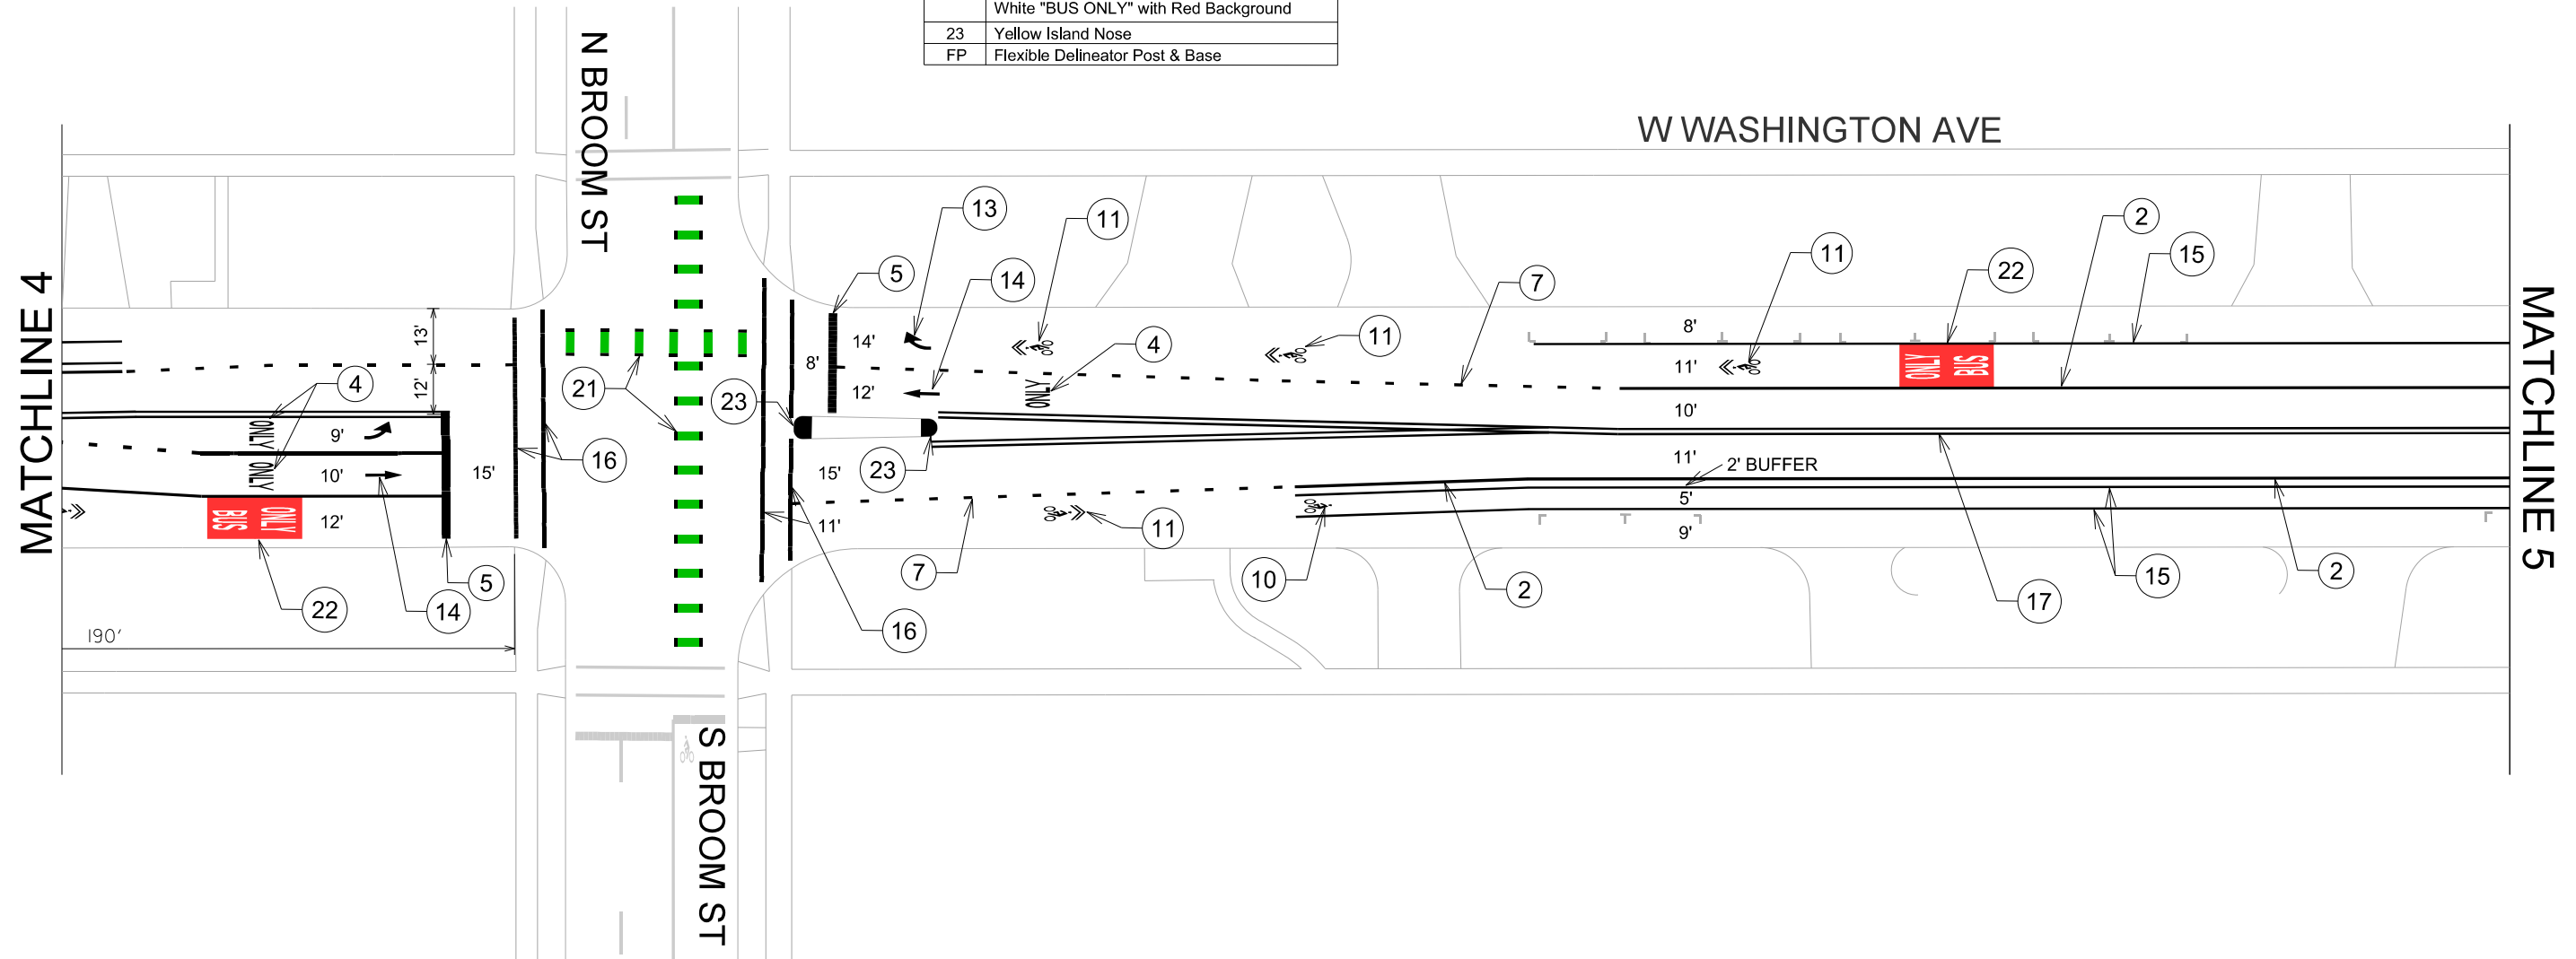 White "BUS ONLY" with Red Background
23 Yellow Island Nose
FP Flexible Delineator Post & Base
N BROOM ST
W WASHINGTON AVE
MATCHLINE 4
MATCHLINE 5
13 11 2
5 14 11 15 22 7
13' 14' 4 11 8'
12' 8' 12' ONLY 11' ONLY BUS
4 21 23
ONLY 9' 10'
ONLY 10' 15' 16 15' 23 11' 2' BUFFER
BUS ONLY 12' 11' 11 5'
9'
22 14 5 7 10 2 17 15 2
190' 16
S BROOM ST